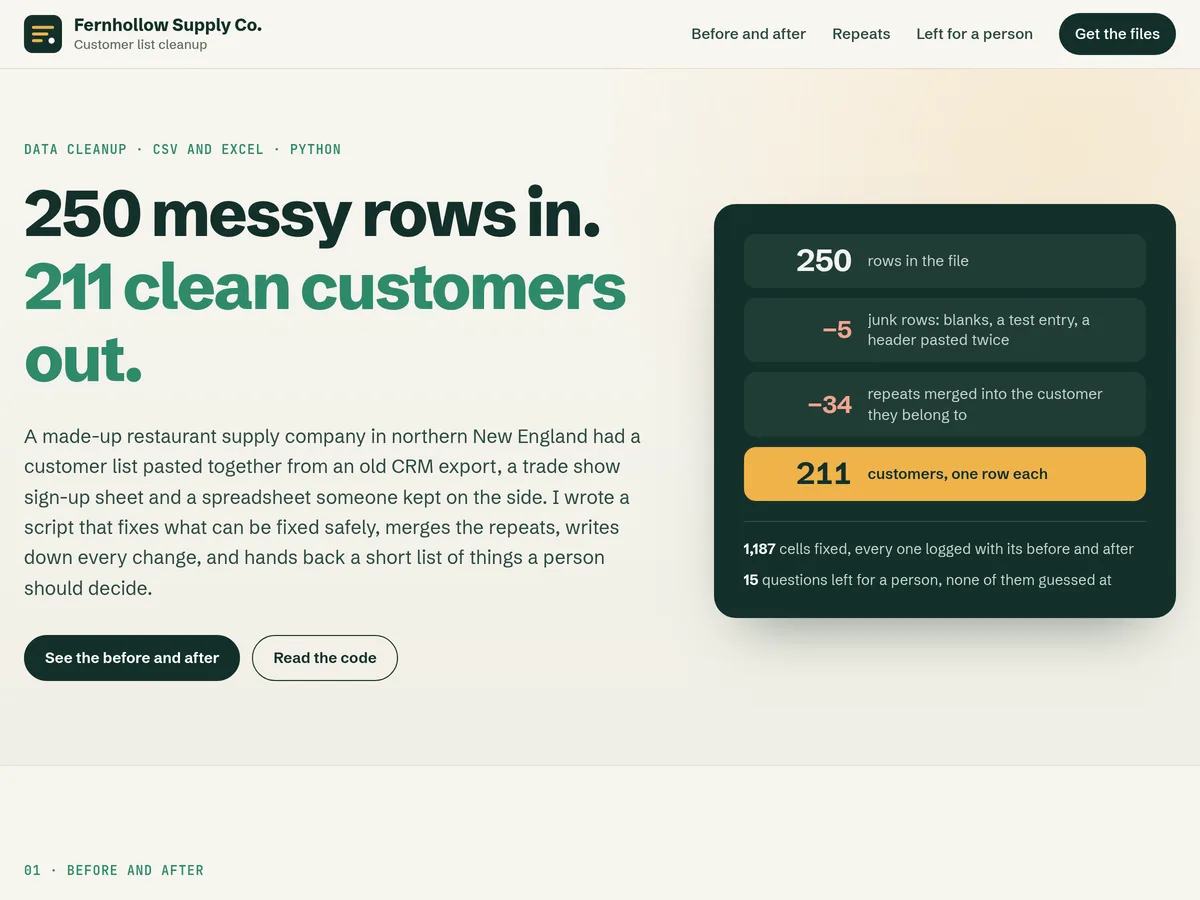 Fernhollow Supply Co.
Customer list cleanup
Before and after
Repeats
Left for a person
Get the files
DATA CLEANUP · CSV AND EXCEL · PYTHON
250 messy rows in.
211 clean customers
out.
A made-up restaurant supply company in northern New England had a
customer list pasted together from an old CRM export, a trade show
sign-up sheet and a spreadsheet someone kept on the side. I wrote a
script that fixes what can be fixed safely, merges the repeats, writes
down every change, and hands back a short list of things a person
should decide.
See the before and after
Read the code
250 rows in the file
−5 junk rows: blanks, a test entry, a
header pasted twice
−34 repeats merged into the customer
they belong to
211 customers, one row each
1,187 cells fixed, every one logged with its before and after
15 questions left for a person, none of them guessed at
01 · BEFORE AND AFTER